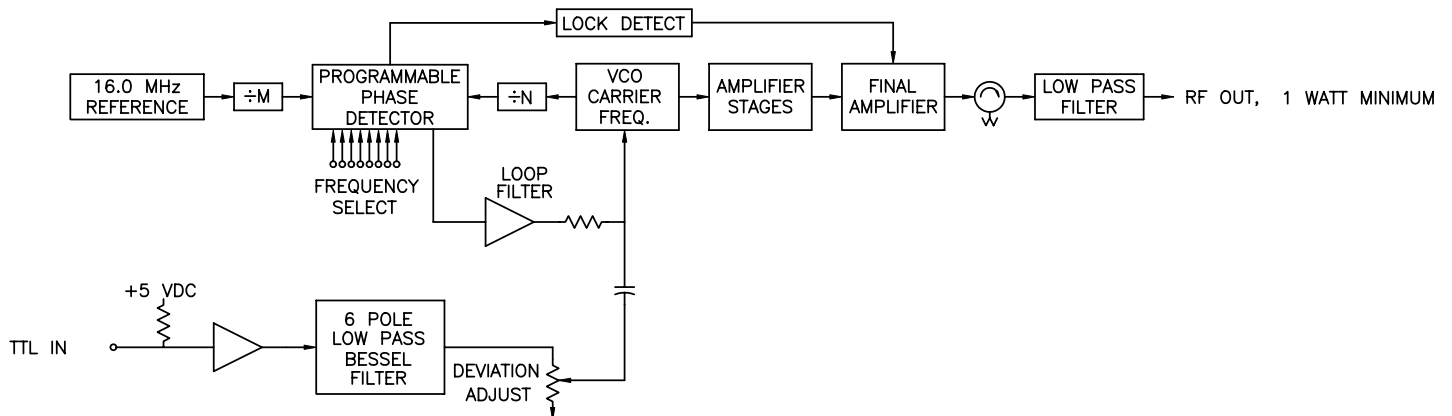 LOCK DETECT
16.0 MHz
REFERENCE
÷M
PROGRAMMABLE
PHASE
DETECTOR
÷N
VCO
CARRIER
FREQ.
AMPLIFIER
STAGES
FINAL
AMPLIFIER
LOW PASS
FILTER
RF OUT, 1 WATT MINIMUM
FREQUENCY
SELECT
LOOP
FILTER
+5 VDC
TTL IN
6 POLE
LOW PASS
BESSEL
FILTER
DEVIATION
ADJUST